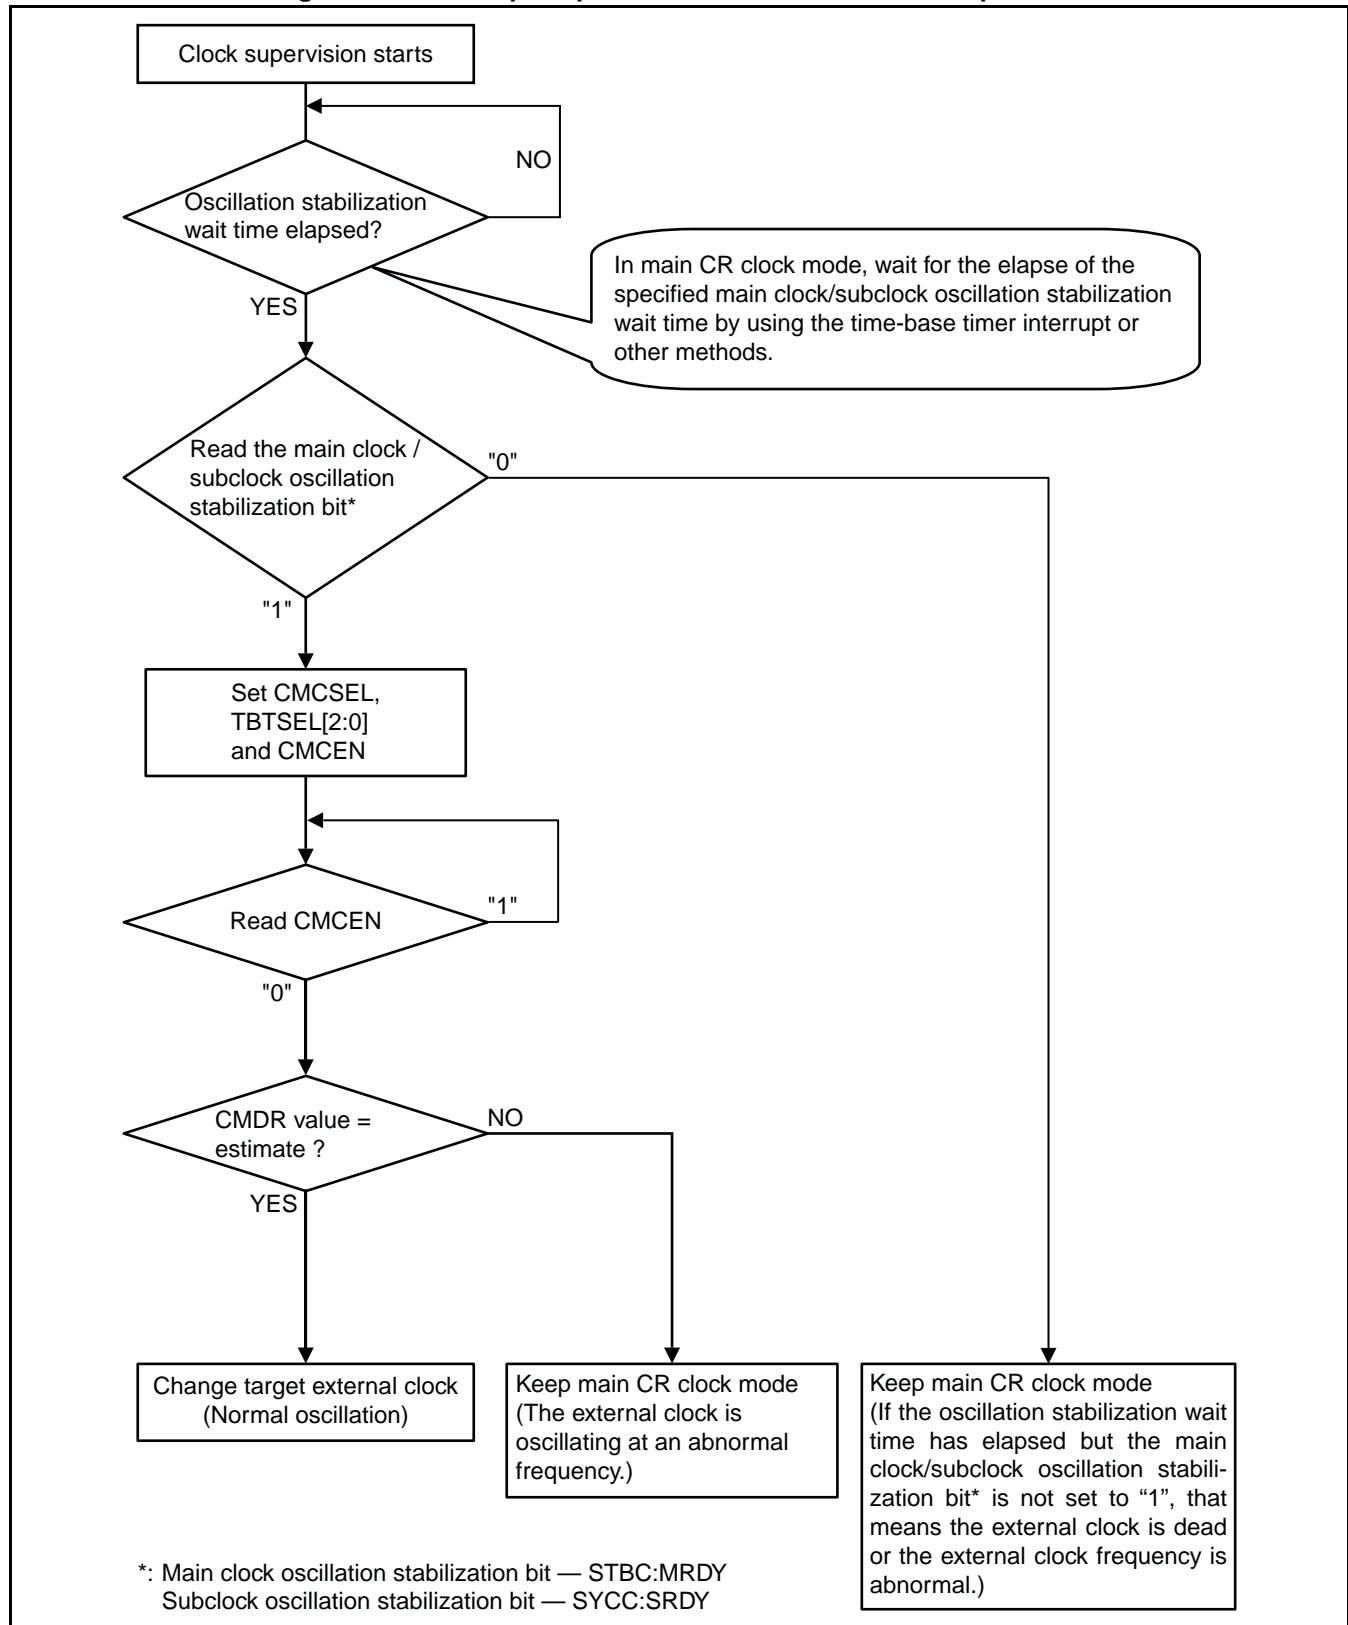 Clock supervision starts
NO
Oscillation stabilization
wait time elapsed?
In main CR clock mode, wait for the elapse of the
specified main clock/subclock oscillation stabilization
wait time by using the time-base timer interrupt or
other methods.
YES
Read the main clock /
subclock oscillation
stabilization bit*
"0"
"1"
Set CMCSEL,
TBTSEL[2:0]
and CMCEN
Read CMCEN
"1"
"0"
CMDR value =
estimate ?
NO
YES
Change target external clock
(Normal oscillation)
Keep main CR clock mode
(The external clock is
oscillating at an abnormal
frequency.)
Keep main CR clock mode
(If the oscillation stabilization wait
time has elapsed but the main
clock/subclock oscillation stabili-
zation bit* is not set to “1”, that
means the external clock is dead
or the external clock frequency is
abnormal.)
*: Main clock oscillation stabilization bit — STBC:MRDY
Subclock oscillation stabilization bit — SYCC:SRDY